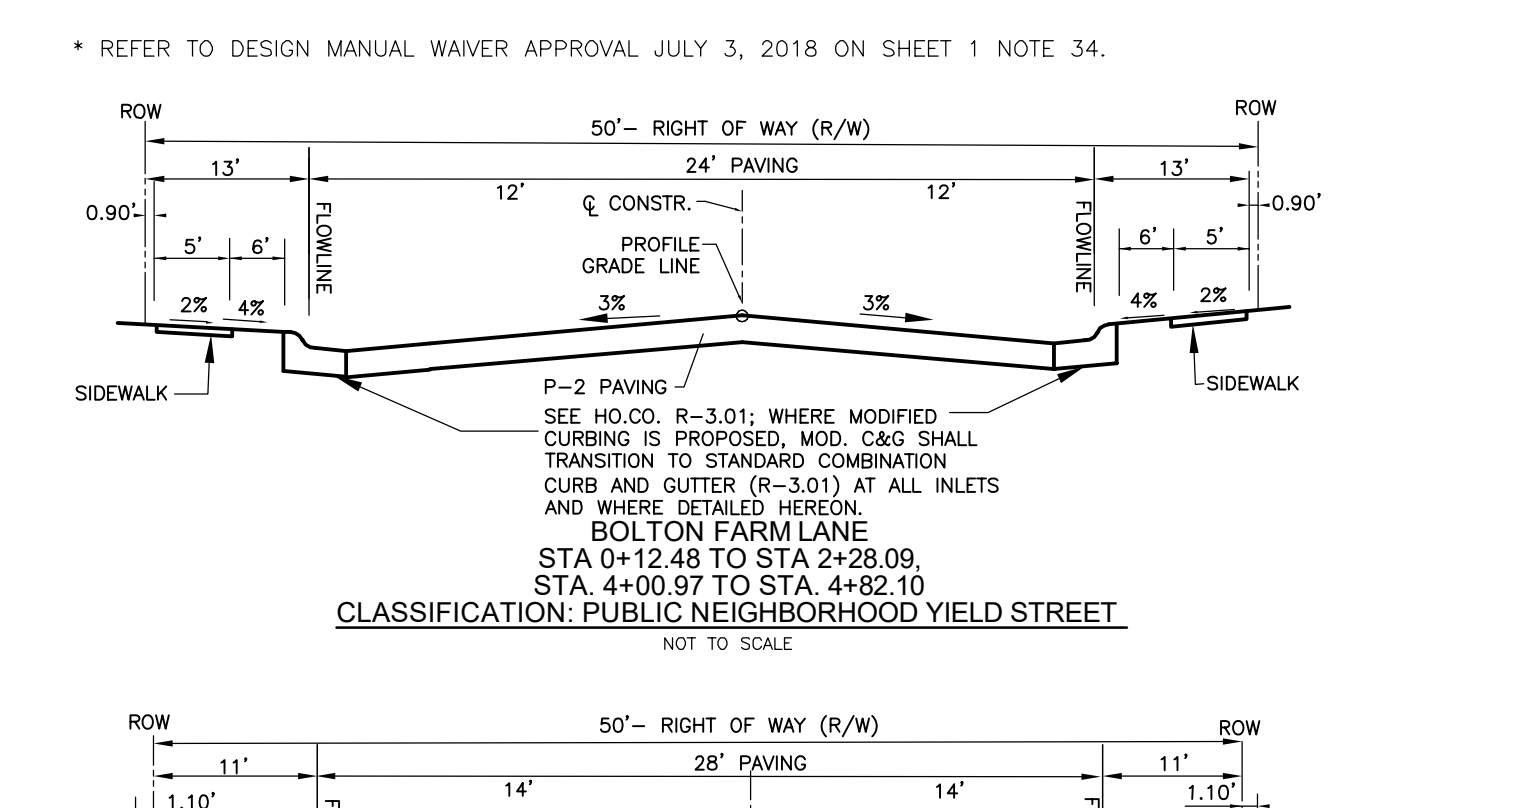 * REFER TO DESIGN MANUAL WAIVER APPROVAL JULY 3, 2018 ON SHEET 1 NOTE 34.
ROW
ROW
50'- RIGHT OF WAY (R/W)
13'
24' PAVING
13'
12'
12'
0.90'
0.90'
FLOWLINE
FLOWLINE
℄ CONSTR.
PROFILE
GRADE LINE
5'
6'
6'
5'
2%
4%
3%
3%
4%
2%
SIDEWALK
SIDEWALK
P-2 PAVING
SEE HO.CO. R-3.01; WHERE MODIFIED
CURBING IS PROPOSED, MOD. C&G SHALL
TRANSITION TO STANDARD COMBINATION
CURB AND GUTTER (R-3.01) AT ALL INLETS
AND WHERE DETAILED HEREON.
BOLTON FARM LANE
STA 0+12.48 TO STA 2+28.09,
STA. 4+00.97 TO STA. 4+82.10
CLASSIFICATION: PUBLIC NEIGHBORHOOD YIELD STREET
NOT TO SCALE
ROW
ROW
50'- RIGHT OF WAY (R/W)
11'
28' PAVING
11'
14'
14'
1.10'
1.10'
F
F